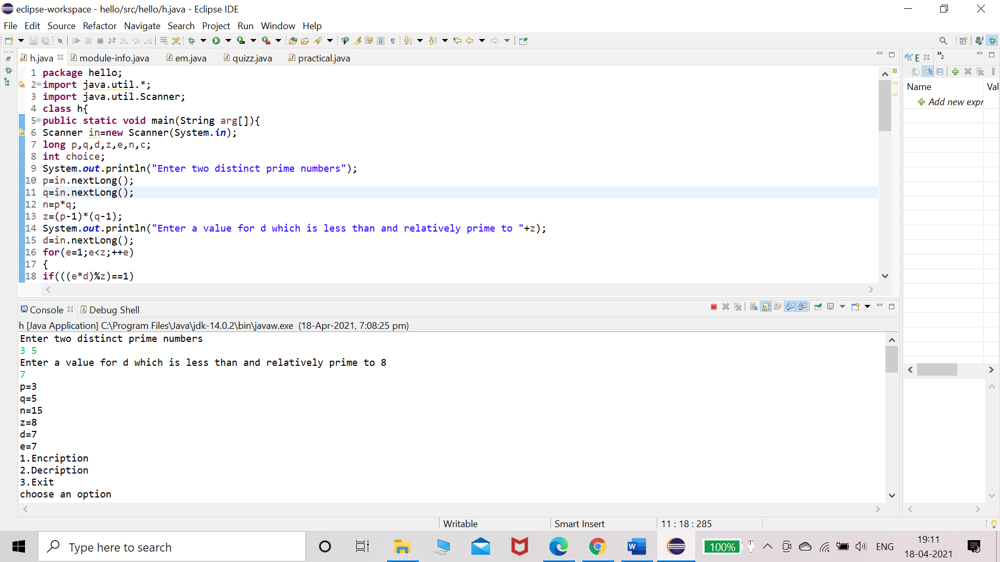 eclipse-workspace - hello/src/hello/h.java - Eclipse IDE
File Edit Source Refactor Navigate Search Project Run Window Help
h.java module-info.java em.java quizz.java practical.java
1 package hello;
2 import java.util.*;
3 import java.util.Scanner;
4 class h{
5 public static void main(String arg[]){
6 Scanner in=new Scanner(System.in);
7 long p,q,d,z,e,n,c;
8 int choice;
9 System.out.println("Enter two distinct prime numbers");
10 p=in.nextLong();
11 q=in.nextLong();
12 n=p*q;
13 z=(p-1)*(q-1);
14 System.out.println("Enter a value for d which is less than and relatively prime to "+z);
15 d=in.nextLong();
16 for(e=1;e<z;++e)
17 {
18 if(((e*d)%z)==1)
E »2
Name Val
Add new expr
Console Debug Shell
h [Java Application] C:\Program Files\Java\jdk-14.0.2\bin\javaw.exe (18-Apr-2021, 7:08:25 pm)
Enter two distinct prime numbers
3 5
Enter a value for d which is less than and relatively prime to 8
7
p=3
q=5
n=15
z=8
d=7
e=7
1.Encription
2.Decription
3.Exit
choose an option
Writable Smart Insert 11 : 18 : 285
Type here to search
W
100%
ENG
19:11
18-04-2021